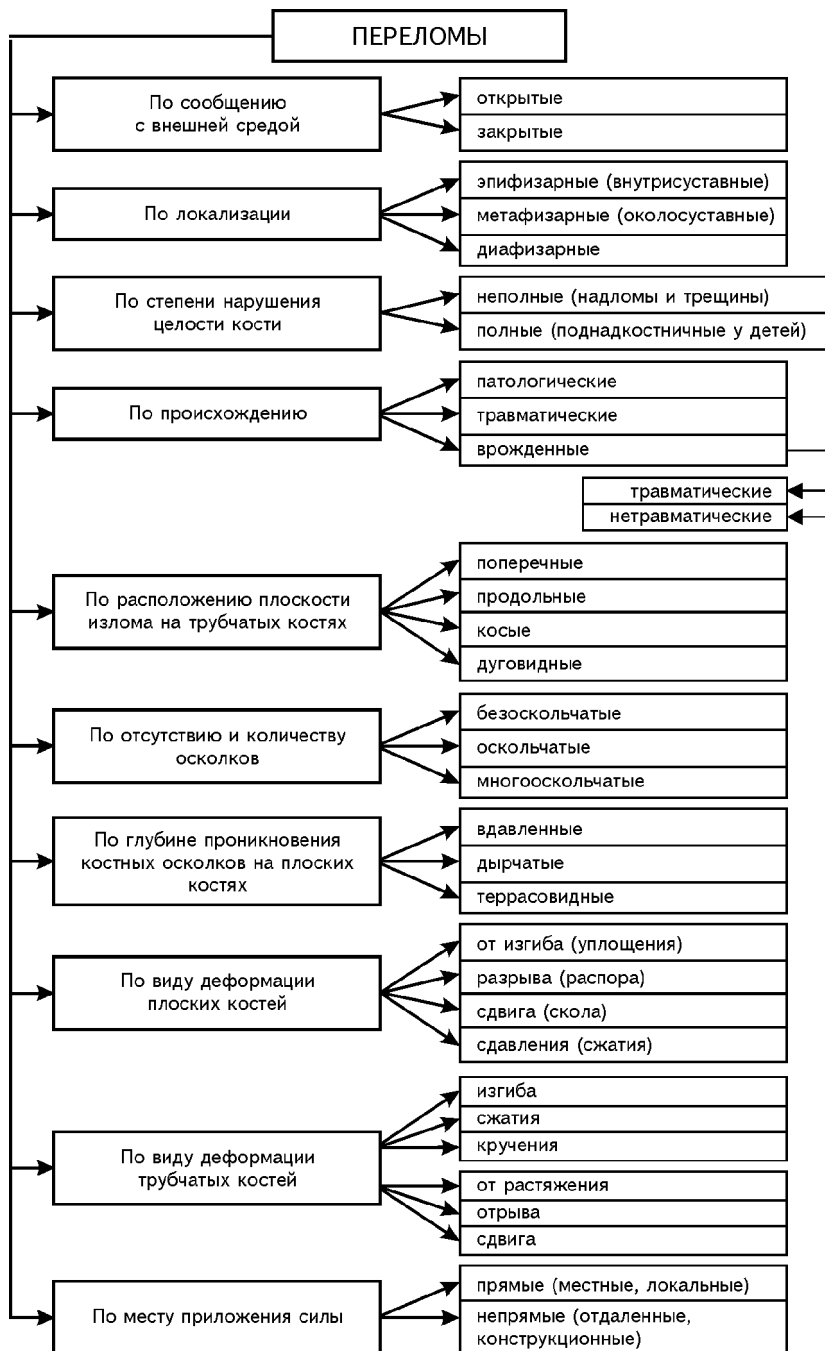 ПЕРЕЛОМЫ
По сообщению
с внешней средой
открытые
закрытые
По локализации
эпифизарные (внутрисуставные)
метафизарные (околосуставные)
диафизарные
По степени нарушения
целости кости
неполные (надломы и трещины)
полные (поднадкостничные у детей)
По происхождению
патологические
травматические
врожденные
травматические
нетравматические
По расположению плоскости
излома на трубчатых костях
поперечные
продольные
косые
дуговидные
По отсутствию и количеству
осколков
безоскольчатые
оскольчатые
многооскольчатые
По глубине проникновения
костных осколков на плоских
костях
вдавленные
дырчатые
террасовидные
По виду деформации
плоских костей
от изгиба (уплощения)
разрыва (распора)
сдвига (скола)
сдавления (сжатия)
По виду деформации
трубчатых костей
изгиба
сжатия
кручения
от растяжения
отрыва
сдвига
По месту приложения силы
прямые (местные, локальные)
непрямые (отдаленные,
конструкционные)